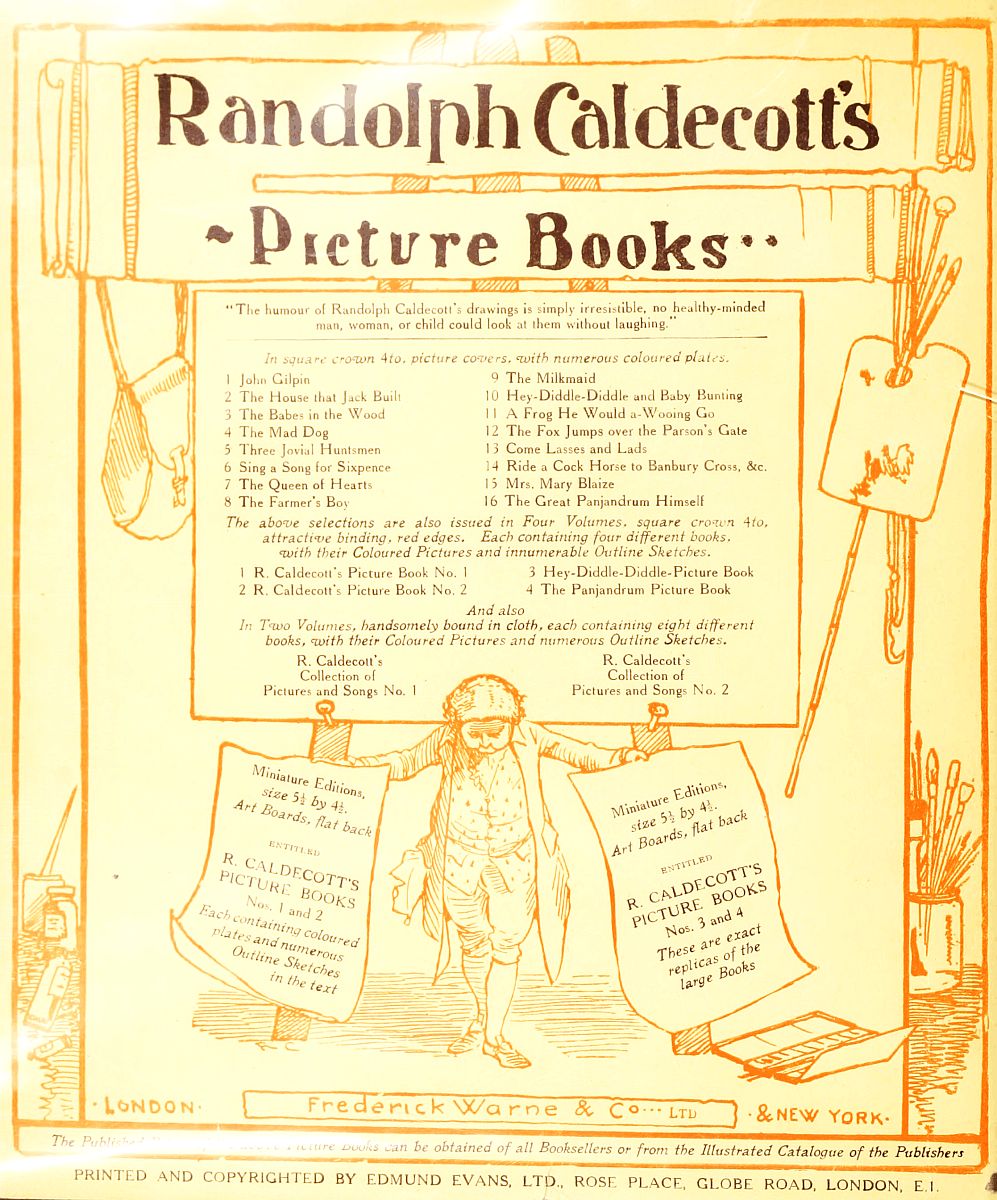 Randolph Caldecott's
~ Picture Books ··
"The humour of Randolph Caldecott's drawings is simply irresistible, no healthy-minded
man, woman, or child could look at them without laughing."
In square crown 4to, picture covers, with numerous coloured plates.
1 John Gilpin
2 The House that Jack Built
3 The Babes in the Wood
4 The Mad Dog
5 Three Jovial Huntsmen
6 Sing a Song for Sixpence
7 The Queen of Hearts
8 The Farmer's Boy
9 The Milkmaid
10 Hey-Diddle-Diddle and Baby Bunting
11 A Frog He Would a-Wooing Go
12 The Fox Jumps over the Parson's Gate
13 Come Lasses and Lads
14 Ride a Cock Horse to Banbury Cross, &c.
15 Mrs. Mary Blaize
16 The Great Panjandrum Himself
The above selections are also issued in Four Volumes, square crown 4to,
attractive binding, red edges. Each containing four different books,
with their Coloured Pictures and innumerable Outline Sketches.
1 R. Caldecott's Picture Book No. 1
2 R. Caldecott's Picture Book No. 2
3 Hey-Diddle-Diddle-Picture Book
4 The Panjandrum Picture Book
And also
In Two Volumes, handsomely bound in cloth, each containing eight different
books, with their Coloured Pictures and numerous Outline Sketches.
R. Caldecott's
Collection of
Pictures and Songs No. 1
R. Caldecott's
Collection of
Pictures and Songs No. 2
Miniature Editions,
size 5½ by 4½.
Art Boards, flat back
ENTITLED
R. CALDECOTT'S
PICTURE BOOKS
Nos. 1 and 2
Each containing coloured
plates and numerous
Outline Sketches
in the text
Miniature Editions,
size 5½ by 4½.
Art Boards, flat back
ENTITLED
R. CALDECOTT'S
PICTURE BOOKS
Nos. 3 and 4
These are exact
replicas of the
large Books
R C
·LONDON· Frederick Warne & Co··· LTD ·& NEW YORK·
The Published Picture Books can be obtained of all Booksellers or from the Illustrated Catalogue of the Publishers
PRINTED AND COPYRIGHTED BY EDMUND EVANS, LTD., ROSE PLACE, GLOBE ROAD, LONDON, E.1.